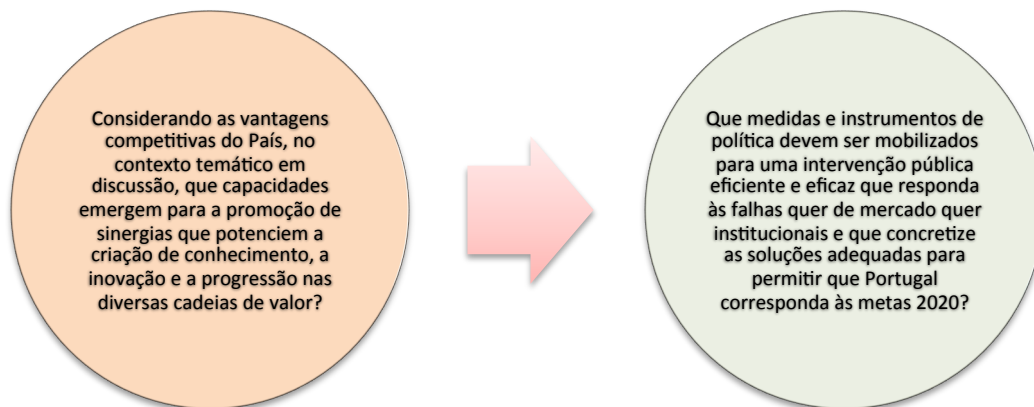 Considerando as vantagens
competitivas do País, no
contexto temático em
discussão, que capacidades
emergem para a promoção de
sinergias que potenciem a
criação de conhecimento, a
inovação e a progressão nas
diversas cadeias de valor?
Que medidas e instrumentos de
política devem ser mobilizados
para uma intervenção pública
eficiente e eficaz que responda
às falhas quer de mercado quer
institucionais e que concretize
as soluções adequadas para
permitir que Portugal
corresponda às metas 2020?